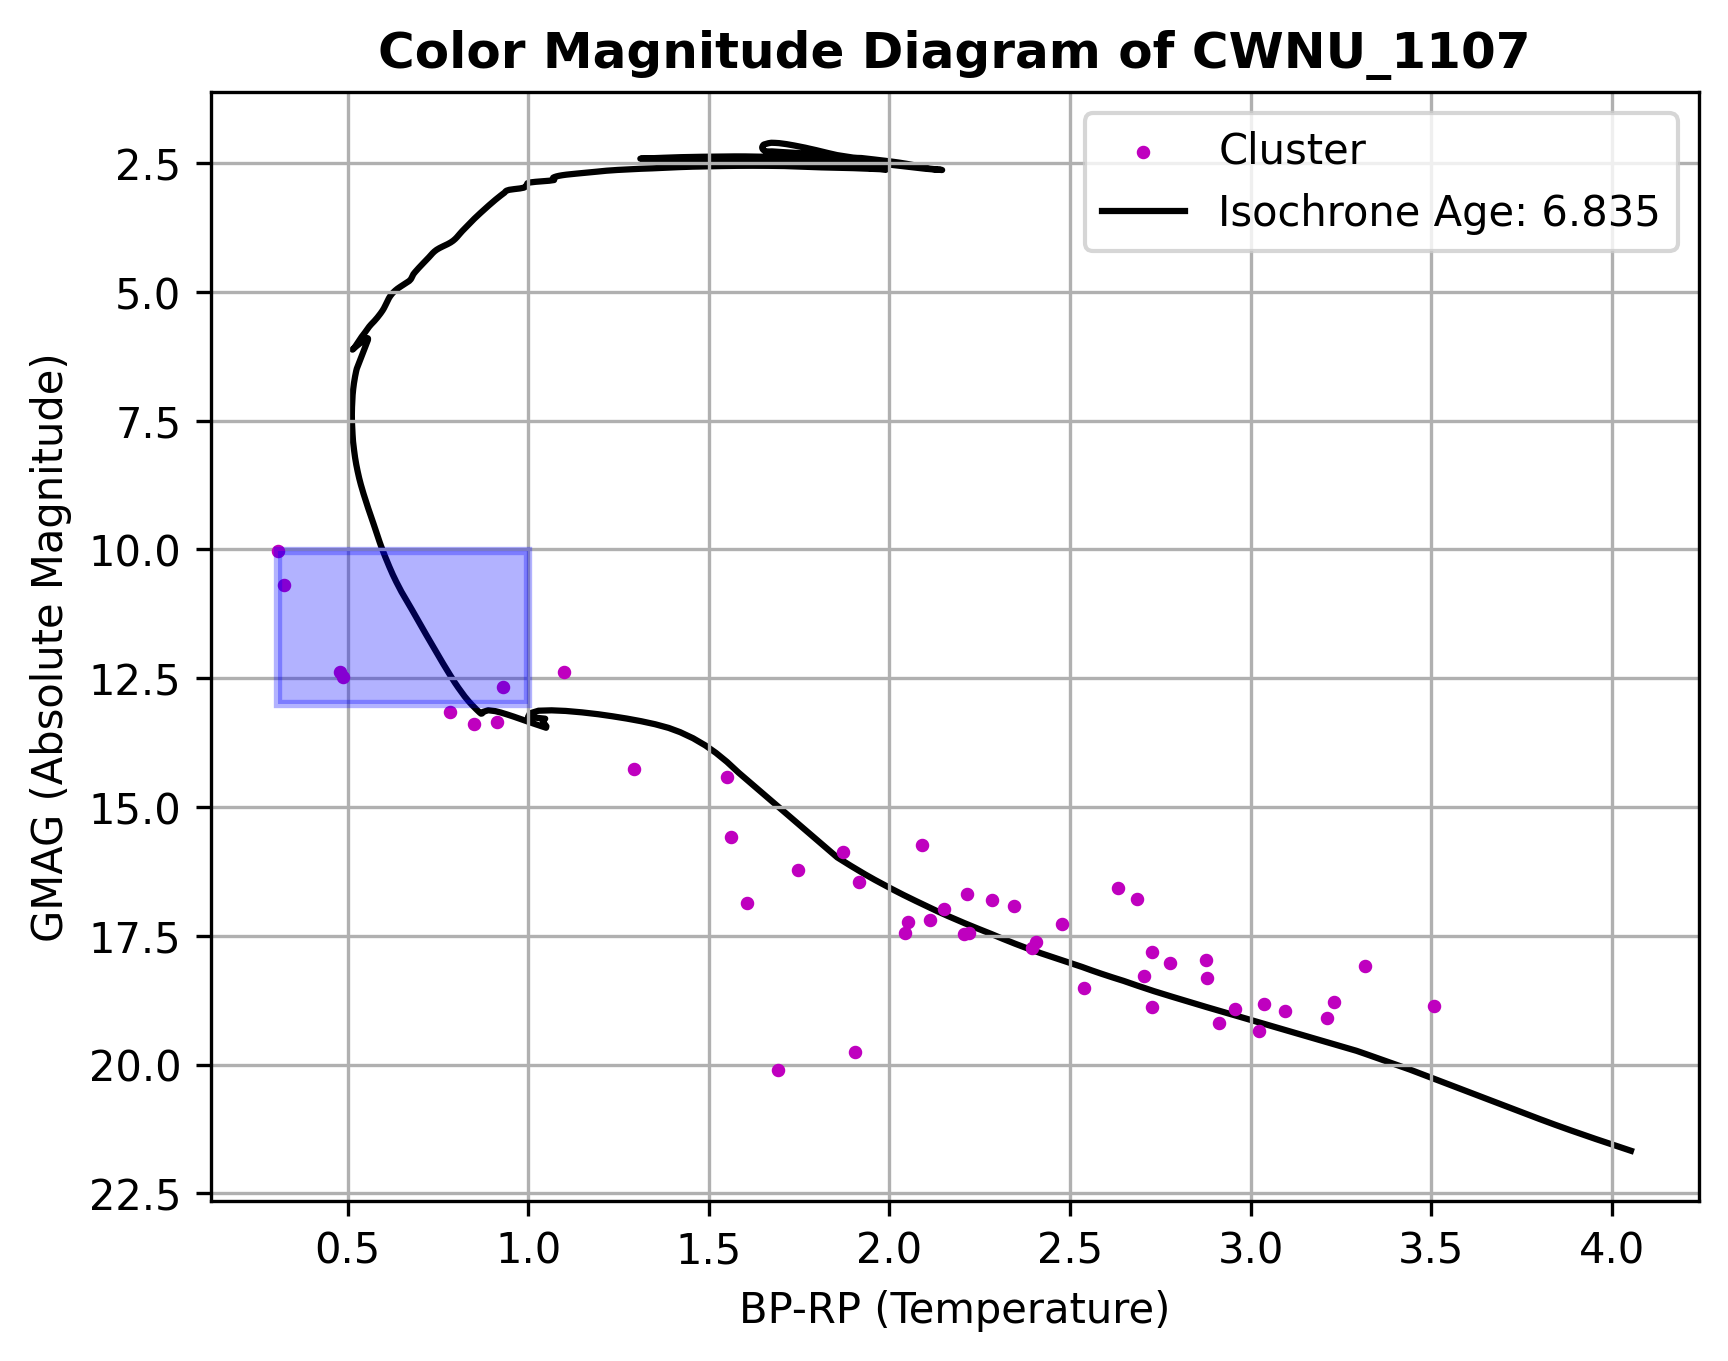 Color Magnitude Diagram of CWNU_1107
Cluster
Isochrone Age: 6.835
GMAG (Absolute Magnitude)
2.5
5.0
7.5
10.0
12.5
15.0
17.5
20.0
22.5
0.5 1.0 1.5 2.0 2.5 3.0 3.5 4.0
BP-RP (Temperature)